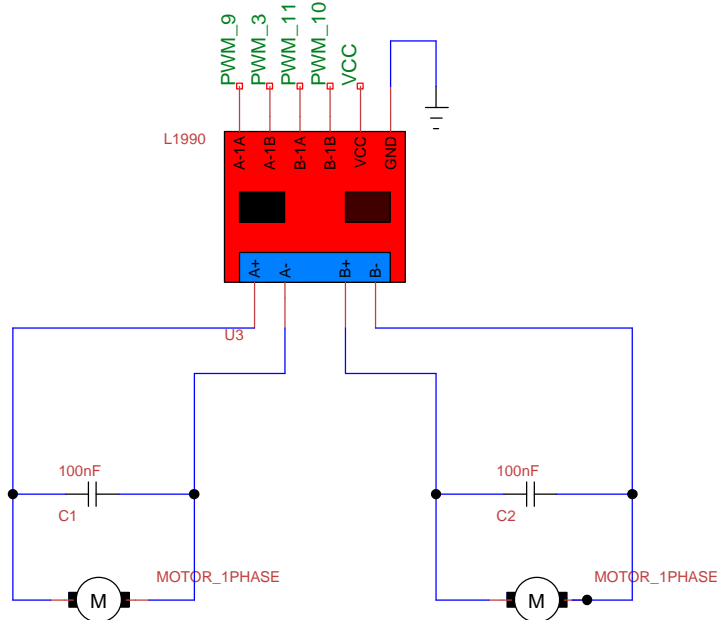 PWM_9
PWM_3
PWM_11
PWM_10
VCC
L1990
A-1A
A-1B
B-1A
B-1B
VCC
GND
A+
A-
B+
B-
U3
100nF
C1
100nF
C2
MOTOR_1PHASE
M
MOTOR_1PHASE
M